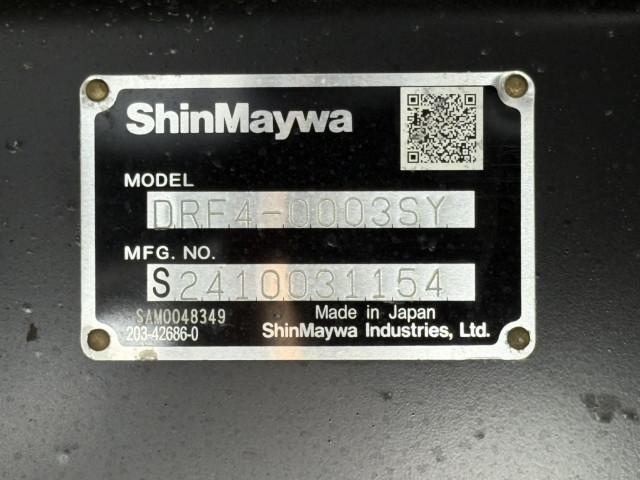 ShinMaywa
MODEL
DRF4-0003SY
MFG. NO.
S2410031154
SAM0048349
203-42686-0
Made in Japan
ShinMaywa Industries, Ltd.